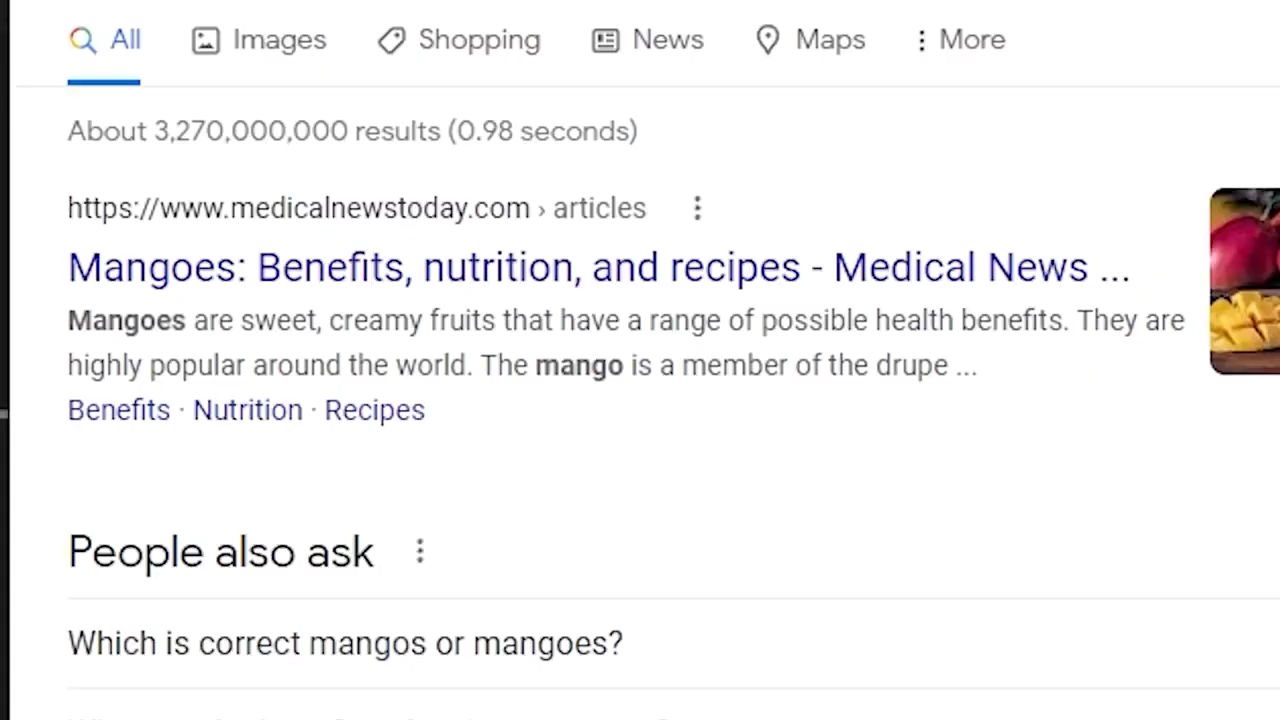 All Images Shopping News Maps More
About 3,270,000,000 results (0.98 seconds)
https://www.medicalnewstoday.com › articles
Mangoes: Benefits, nutrition, and recipes - Medical News ...
Mangoes are sweet, creamy fruits that have a range of possible health benefits. They are
highly popular around the world. The mango is a member of the drupe ...
Benefits · Nutrition · Recipes
People also ask
Which is correct mangos or mangoes?